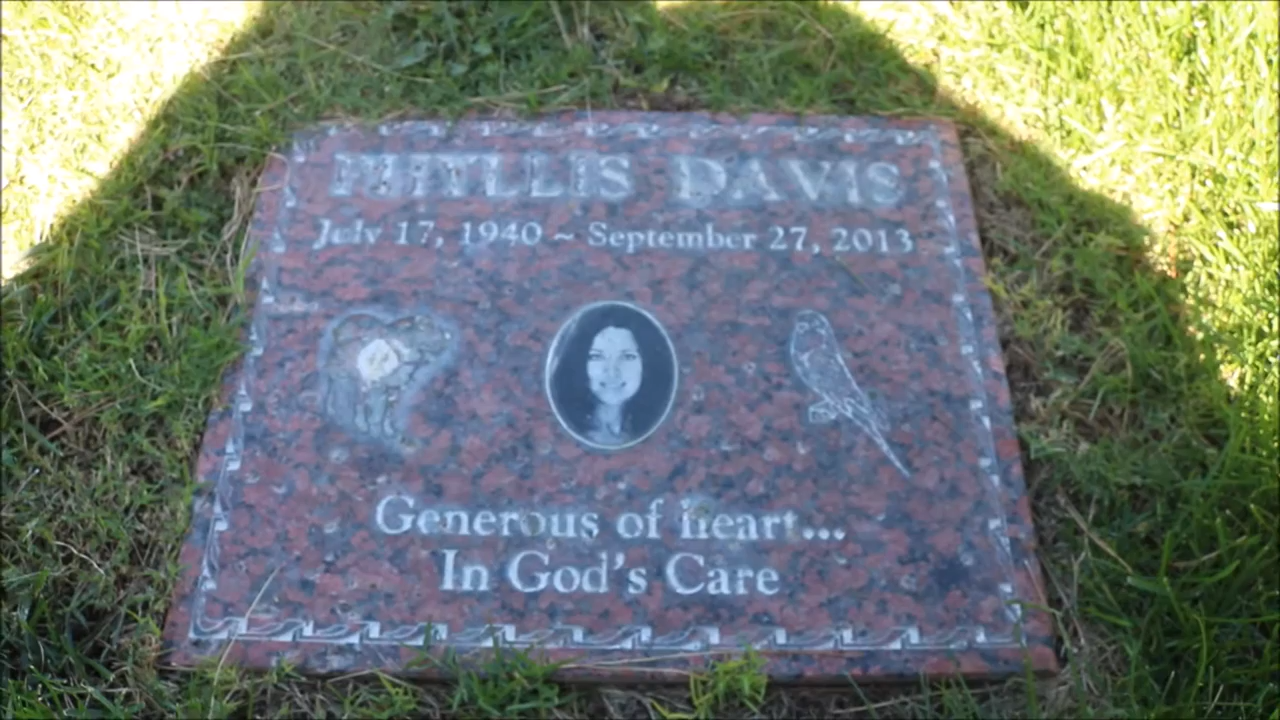 PHYLLIS DAVIS
July 17, 1940 ~ September 27, 2013
Generous of heart...
In God's Care